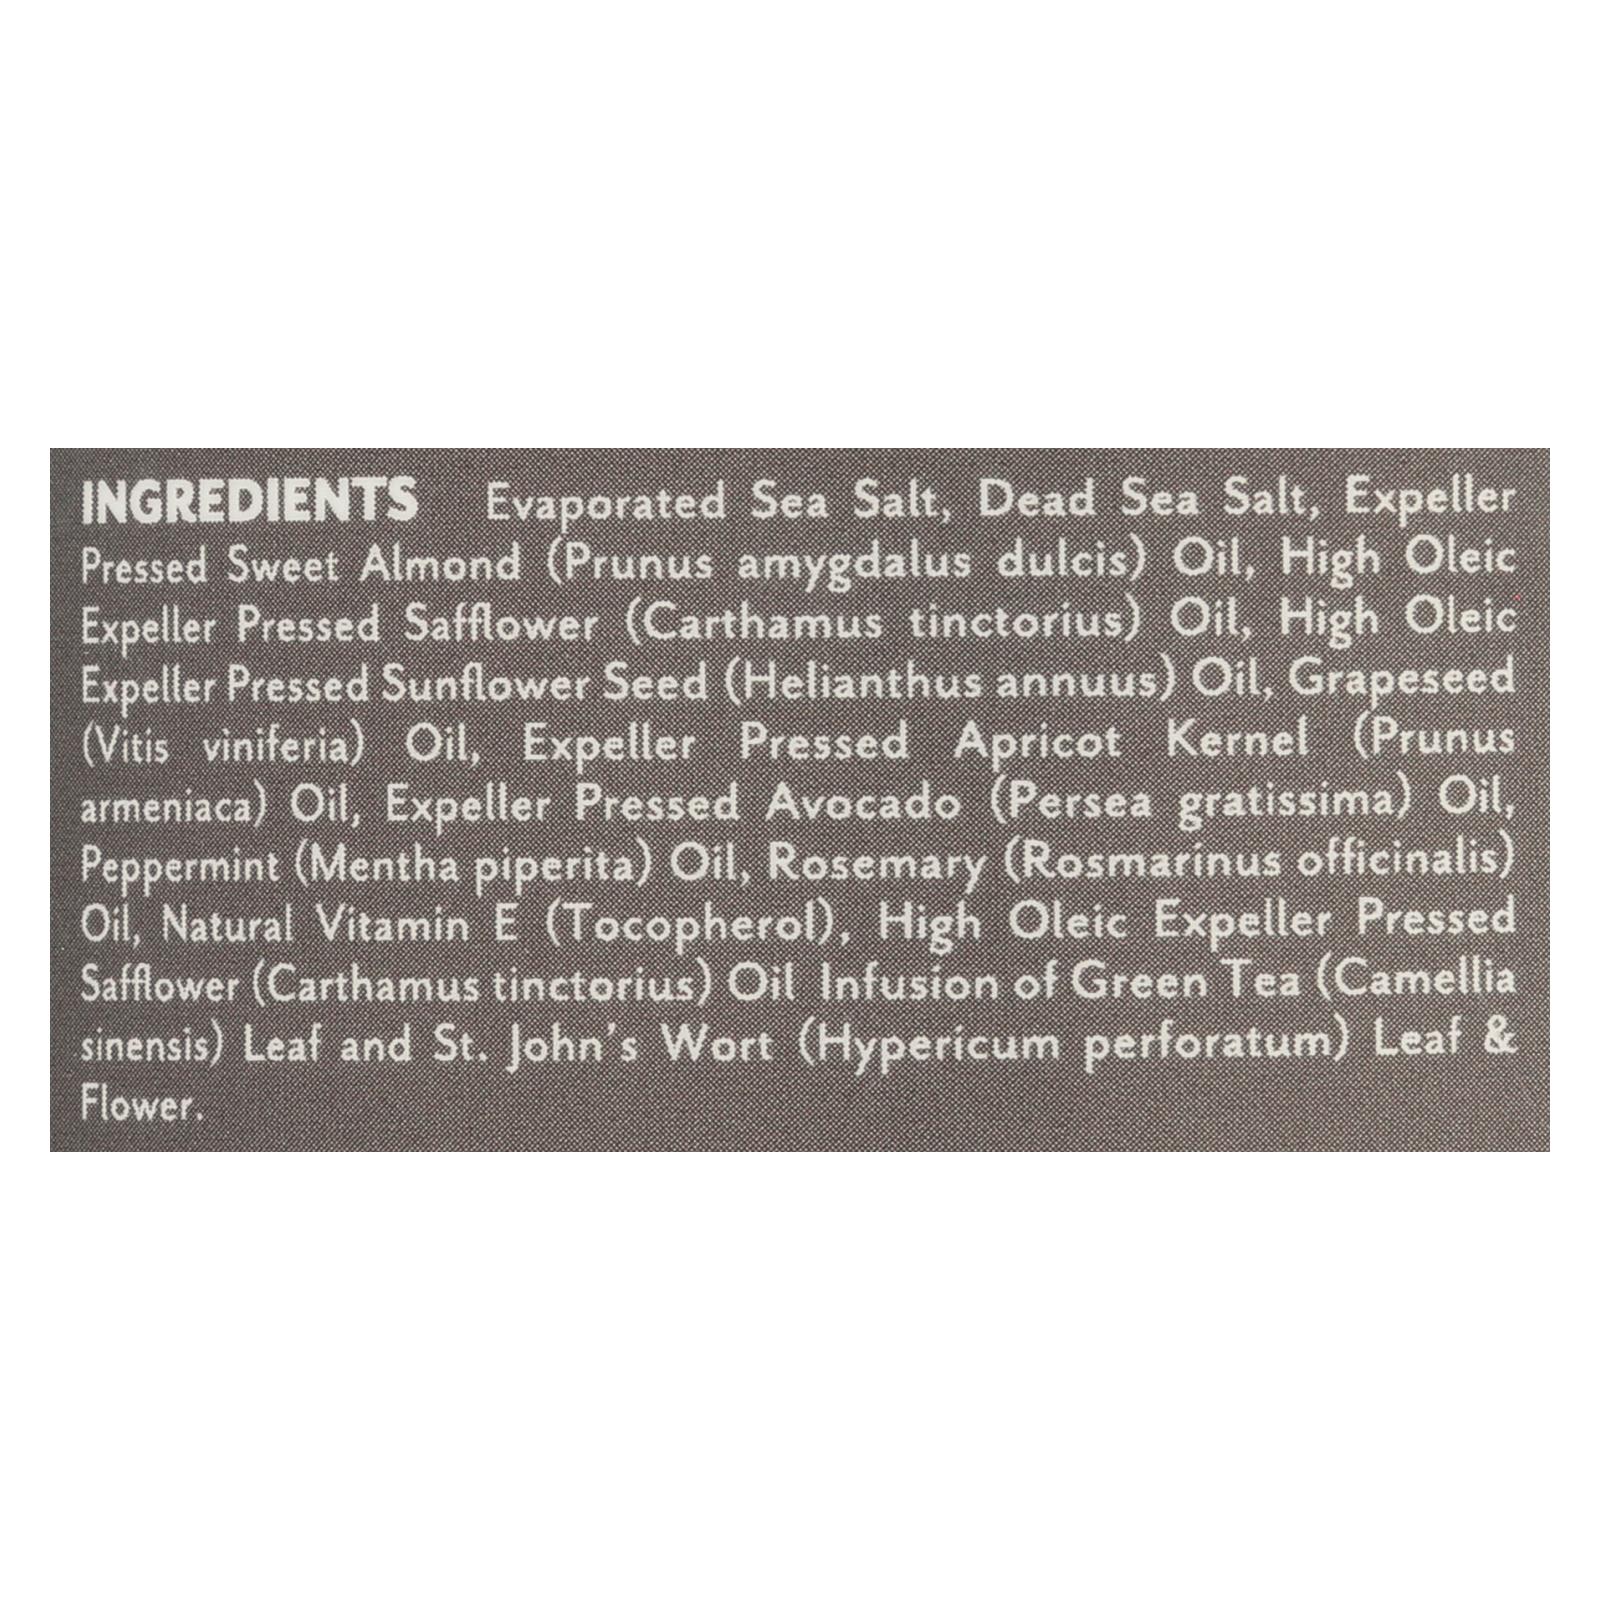 INGREDIENTS Evaporated Sea Salt, Dead Sea Salt, Expeller
Pressed Sweet Almond (Prunus amygdalus dulcis) Oil, High Oleic
Expeller Pressed Safflower (Carthamus tinctorius) Oil, High Oleic
Expeller Pressed Sunflower Seed (Helianthus annuus) Oil, Grapeseed
(Vitis viniferia) Oil, Expeller Pressed Apricot Kernel (Prunus
armeniaca) Oil, Expeller Pressed Avocado (Persea gratissima) Oil,
Peppermint (Mentha piperita) Oil, Rosemary (Rosmarinus officinalis)
Oil, Natural Vitamin E (Tocopherol), High Oleic Expeller Pressed
Safflower (Carthamus tinctorius) Oil Infusion of Green Tea (Camellia
sinensis) Leaf and St. John's Wort (Hypericum perforatum) Leaf &
Flower.